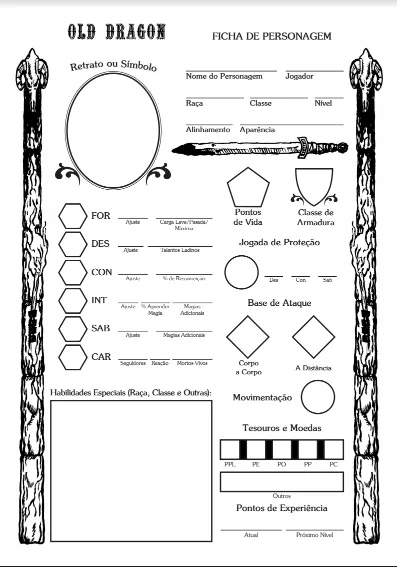 OLD DRAGON
FICHA DE PERSONAGEM
Retrato ou Símbolo
Nome do Personagem Jogador
Raça Classe Nível
Alinhamento Aparência
Pontos de Vida
Classe de Armadura
FOR Ajuste Carga Leve/Pesada/Máxima
DES Ajuste Talentos Ladinos
CON Ajuste % de Ressurreição
INT Ajuste % Aprender Magia Magias Adicionais
SAB Ajuste Magias Adicionais
CAR Seguidores Reação Mortos-Vivos
Jogada de Proteção
Des Con Sab
Base de Ataque
Corpo a Corpo
A Distância
Movimentação
Habilidades Especiais (Raça, Classe e Outras):
Tesouros e Moedas
PPL PE PO PP PC
Outros
Pontos de Experiência
Atual Próximo Nível